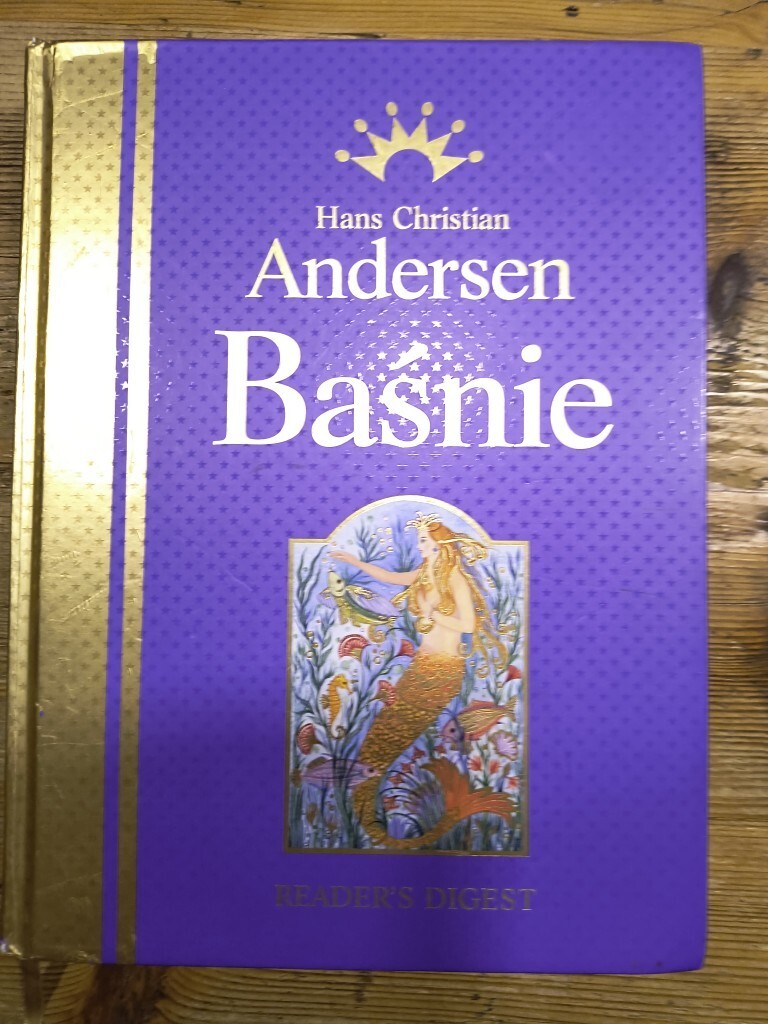 Hans Christian
Andersen
Baśnie
READER'S DIGEST